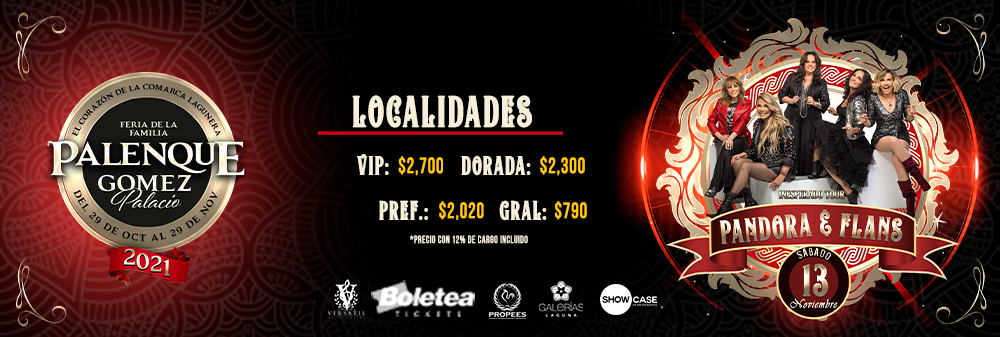 EL CORAZÓN DE LA COMARCA LAGUNERA
FERIA DE LA
FAMILIA
PALENQUE
GOMEZ
Palacio
DEL 29 DE OCT AL 29 DE NOV
2021
LOCALIDADES
VIP: $2,700 DORADA: $2,300
PREF.: $2,020 GRAL: $790
*PRECIO CON 12% DE CARGO INCLUIDO
VERSATIL
Boletea
TICKETS
PROPEES
GALERÍAS
LAGUNA
SHOWCASE
INESPERADO TOUR
PANDORA & FLANS
SÁBADO
13
Noviembre